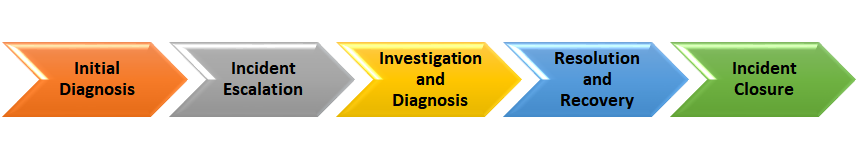 Initial
Diagnosis
Incident
Escalation
Investigation
and
Diagnosis
Resolution
and
Recovery
Incident
Closure